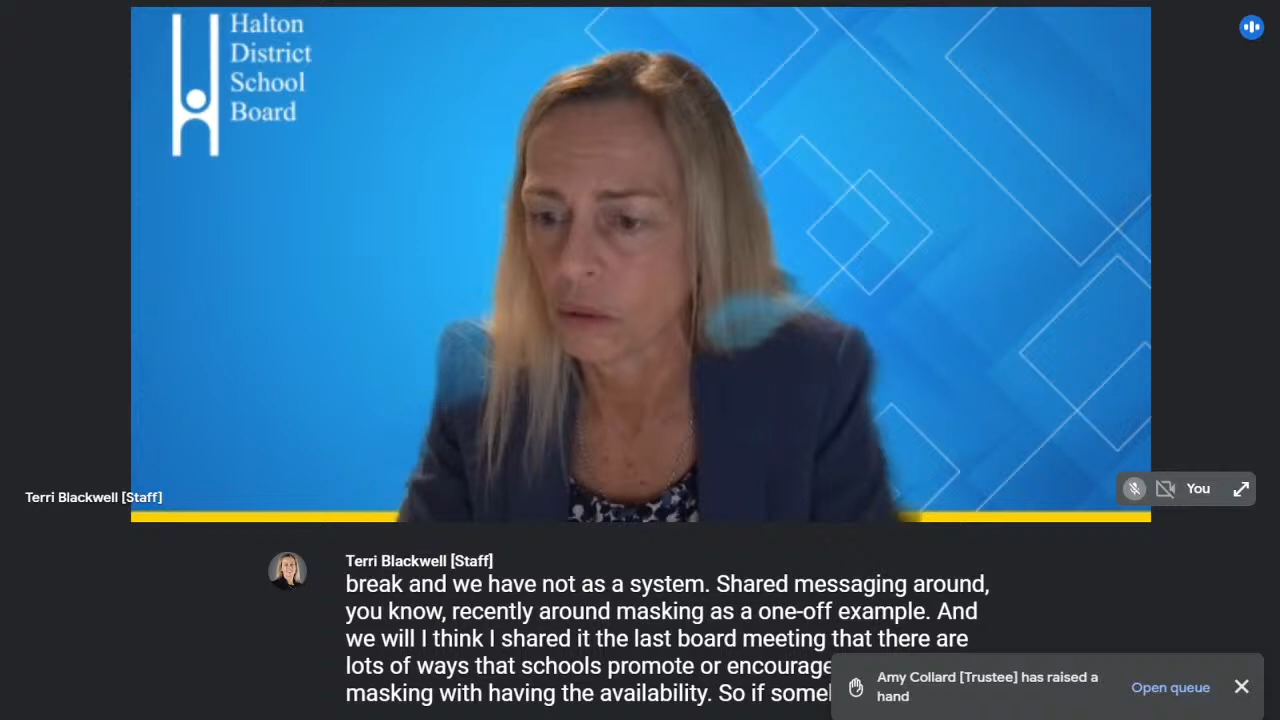 Halton
District
School
Board
Terri Blackwell [Staff]
You
Terri Blackwell [Staff]
break and we have not as a system. Shared messaging around,
you know, recently around masking as a one-off example. And
we will I think I shared it the last board meeting that there are
lots of ways that schools promote or encourage
masking with having the availability. So if
Amy Collard [Trustee] has raised a
hand
Open queue